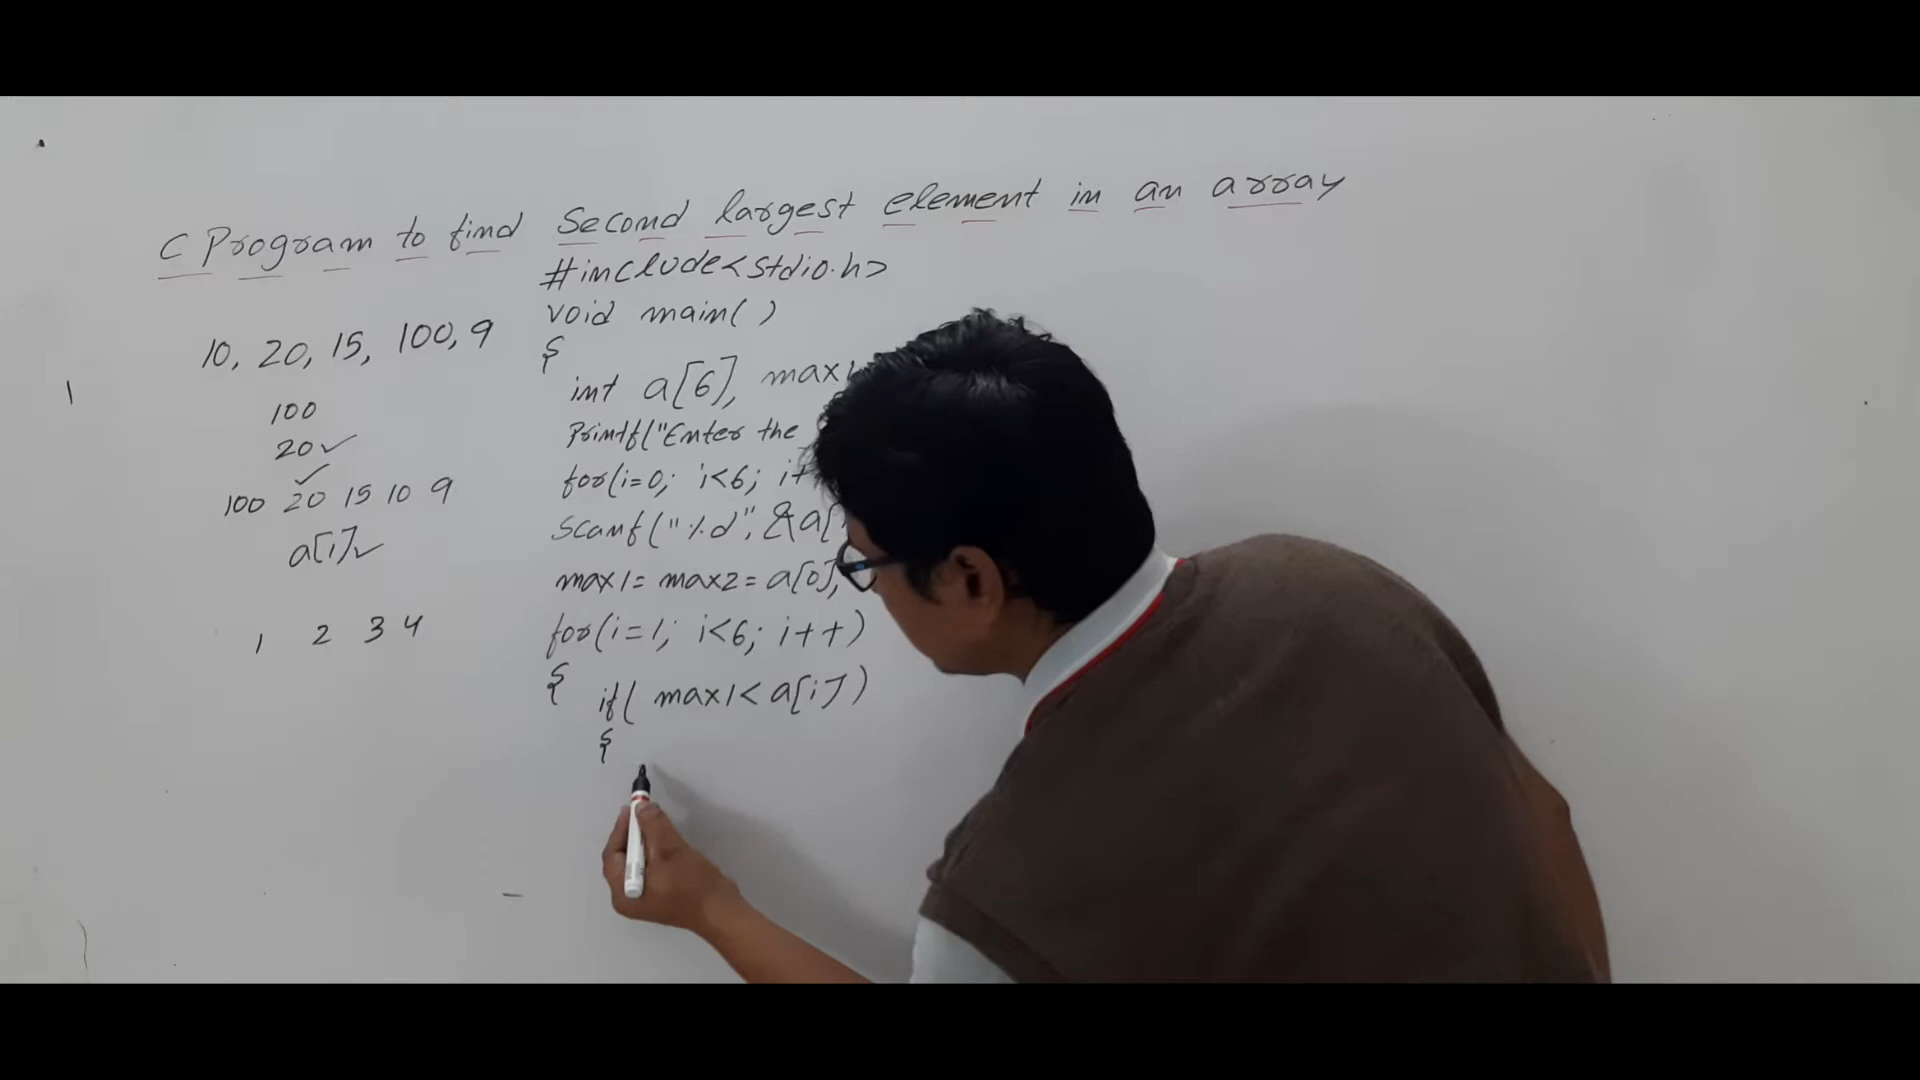 C Program to find Second largest element in an array
#include<stdio.h>
void main( )
{
10, 20, 15, 100, 9
int a[6], max1
100
Printf("Enter the
20✓
for(i=0; i<6; i+
✓
100 20 15 10 9
Scanf("%d", &a[
a[i]✓
max1= max2= a[0],
1 2 3 4
for(i=1; i<6; i++)
{ if( max1< a[i])
{